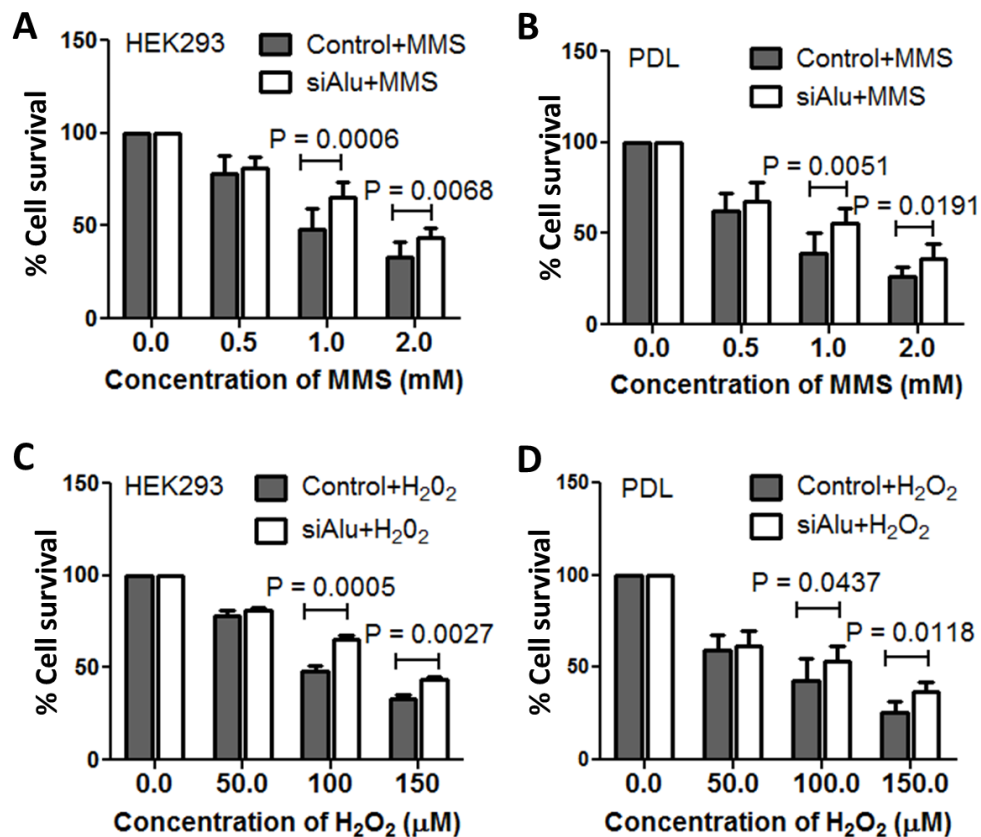 A
HEK293
Control+MMS
siAlu+MMS
P = 0.0006
P = 0.0068
% Cell survival
150
100
50
0
0.0 0.5 1.0 2.0
Concentration of MMS (mM)
B
PDL
Control+MMS
siAlu+MMS
P = 0.0051
P = 0.0191
% Cell survival
150
100
50
0
0.0 0.5 1.0 2.0
Concentration of MMS (mM)
C
HEK293
Control+H₂0₂
siAlu+H₂0₂
P = 0.0005
P = 0.0027
% Cell survival
150
100
50
0
0.0 50.0 100 150
Concentration of H₂O₂ (μM)
D
PDL
Control+H₂O₂
siAlu+H₂O₂
P = 0.0437
P = 0.0118
% Cell survival
150
100
50
0
0.0 50.0 100.0 150.0
Concentration of H₂O₂ (μM)